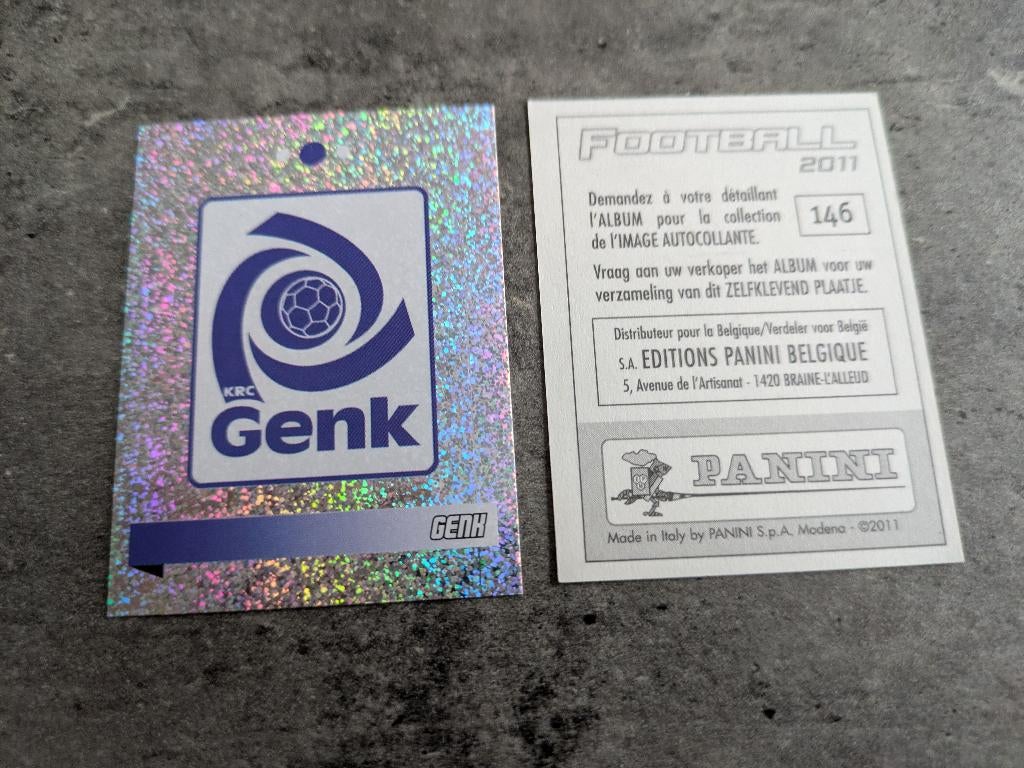 KRC
Genk
GENK
FOOTBALL
2011
Demandez à votre détaillant
l'ALBUM pour la collection
de l'IMAGE AUTOCOLLANTE.
146
Vraag aan uw verkoper het ALBUM voor uw
verzameling van dit ZELFKLEVEND PLAATJE.
Distributeur pour la Belgique/Verdeler voor België
S.A. EDITIONS PANINI BELGIQUE
5, Avenue de l'Artisanat - 1420 BRAINE-L'ALLEUD
PANINI
Made in Italy by PANINI S.p.A. Modena - ©2011